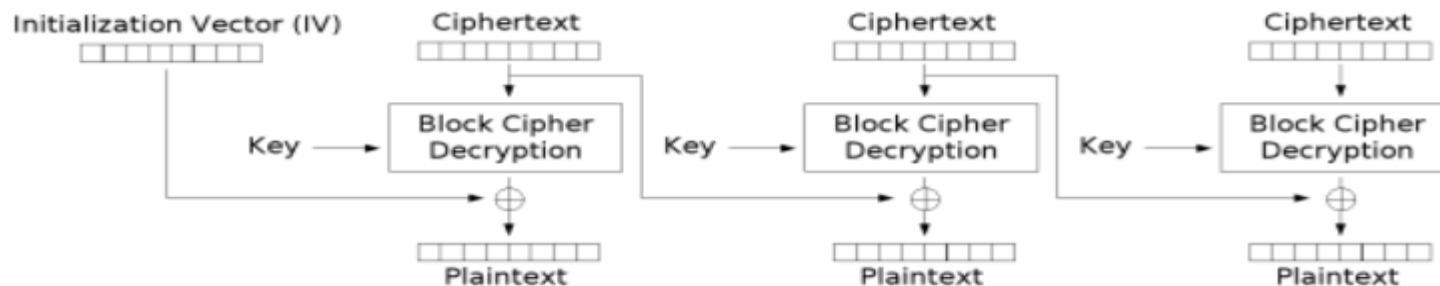 Initialization Vector (IV)
Ciphertext
Ciphertext
Ciphertext
Key
Block Cipher
Decryption
Key
Block Cipher
Decryption
Key
Block Cipher
Decryption
Plaintext
Plaintext
Plaintext